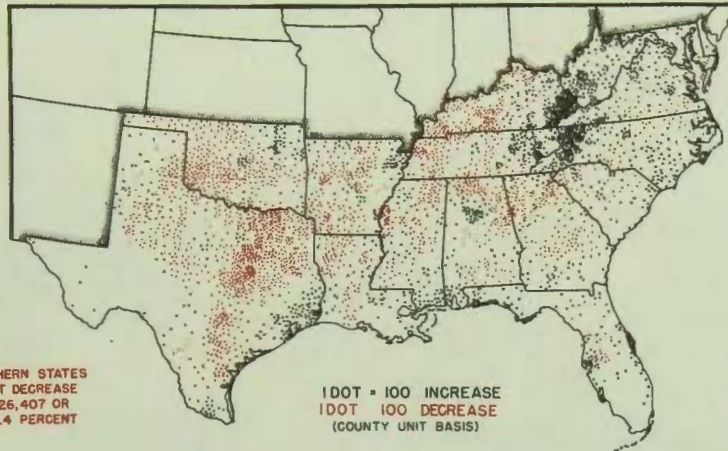 HERN STATES
T DECREASE
26,407 OR
.4 PERCENT
1 DOT = 100 INCREASE
1 DOT 100 DECREASE
(COUNTY UNIT BASIS)